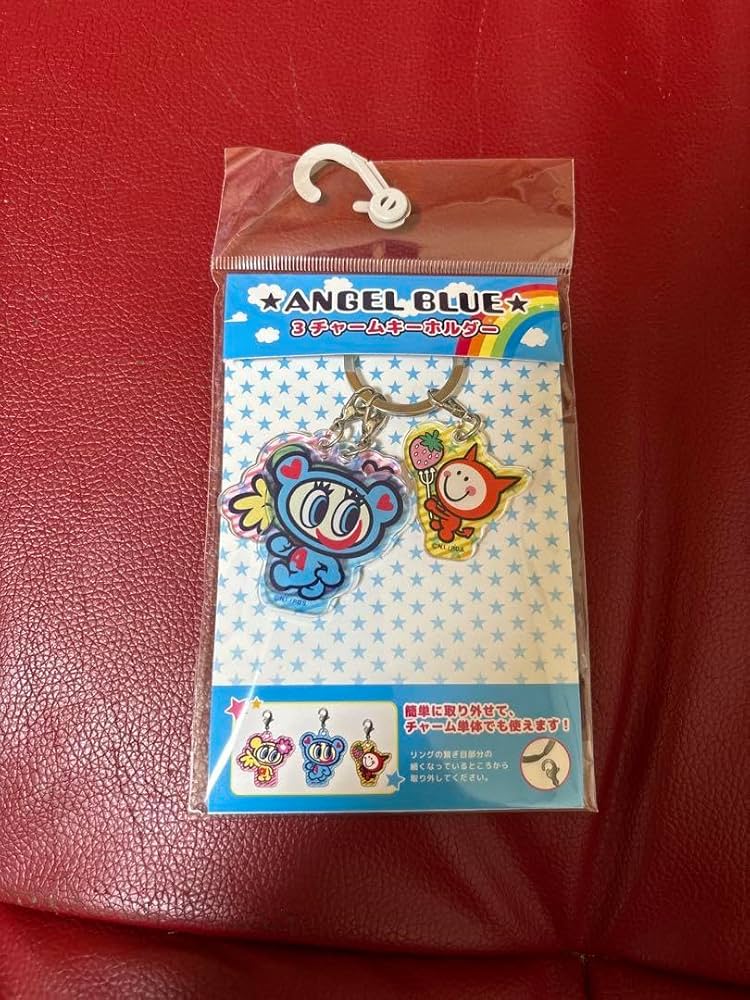 ★ANGEL BLUE★
3チャームキーホルダー
©N.I./PDJ.
簡単に取り外せて、
チャーム単体でも使えます!
リングの繋ぎ目部分の
細くなっているところから
取り外してください。